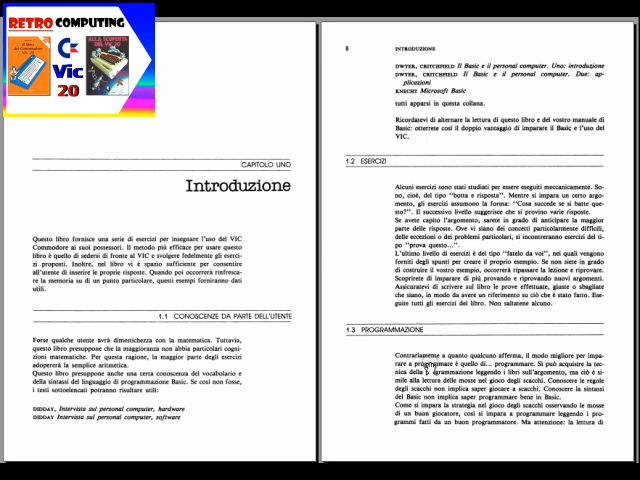 RETRO COMPUTING
Il libro
del Commodore
VIC 20
ALLA SCOPERTA
DEL VIC 20
Vic
20
CAPITOLO UNO
Introduzione
Questo libro fornisce una serie di esercizi per insegnare l'uso del VIC
Commodore ai suoi possessori. Il metodo più efficace per usare questo
libro è quello di sedersi di fronte al VIC e svolgere fedelmente gli eserci-
zi proposti. Inoltre, nel libro vi è spazio sufficiente per consentire
all'utente di inserire le proprie risposte. Quando poi occorrerà rinfresca-
re la memoria su di un punto particolare, questi esempi forniranno dati
utili.
1.1 CONOSCENZE DA PARTE DELL'UTENTE
Forse qualche utente avrà dimestichezza con la matematica. Tuttavia,
questo libro presuppone che la maggioranza non abbia particolari cogni-
zioni matematiche. Per questa ragione, la maggior parte degli esercizi
adopererà la semplice aritmetica.
Questo libro presuppone anche una certa conoscenza del vocabolario e
della sintassi del linguaggio di programmazione Basic. Se così non fosse,
i testi sottoelencati potranno risultare utili:
DIDDAY, Intervista sul personal computer, hardware
DIDDAY Intervista sul personal computer, software
8 INTRODUZIONE
DWYER, CRITCHFIELD Il Basic e il personal computer. Uno: introduzione
DWYER, CRITCHFIELD Il Basic e il personal computer. Due: ap-
plicazioni
KNECHT Microsoft Basic
tutti apparsi in questa collana.
Ricordatevi di alternare la lettura di questo libro e del vostro manuale di
Basic: otterrete così il doppio vantaggio di imparare il Basic e l'uso del
VIC.
1.2 ESERCIZI
Alcuni esercizi sono stati studiati per essere eseguiti meccanicamente. So-
no, cioè, del tipo "botta e risposta". Mentre si impara un certo argo-
mento, gli esercizi assumono la forma: "Cosa succede se si batte que-
sto?". Il successivo livello suggerisce che si provino varie risposte.
Se avete capito l'argomento, sarete in grado di anticipare la maggior
parte delle risposte. Ove vi siano dei concetti particolarmente difficili,
delle eccezioni o dei problemi particolari, si incontreranno esercizi del ti-
po "prova questo...".
L'ultimo livello di esercizi è del tipo "fatelo da voi", nei quali vengono
forniti degli spunti per creare il proprio esempio. Se non siete in grado
di costruire il vostro esempio, occorrerà ripassare la lezione e riprovare.
Scoprirete di imparare di più provando e riprovando nuovi argomenti.
Assicuratevi di scrivere sul libro le prove effettuate, giuste o sbagliate
che siano, in modo da avere un riferimento su ciò che è stato fatto. Ese-
guite tutti gli esercizi del libro. Non saltatene alcuno.
1.3 PROGRAMMAZIONE
Contrariamente a quanto qualcuno afferma, il modo migliore per impa-
rare a programmare è quello di... programmare. Si può acquisire la tec-
nica della grammazione leggendo i libri sull'argomento, ma ciò è si-
mile alla lettura delle mosse nel gioco degli scacchi. Conoscere le regole
degli scacchi non implica saper giocare a scacchi. Conoscere la sintassi
del Basic non implica saper programmare bene in Basic.
Come si impara la strategia nel gioco degli scacchi osservando le mosse
di un buon giocatore, così si impara a programmare leggendo i pro-
grammi fatti da un buon programmatore. Ma attenzione: la lettura di